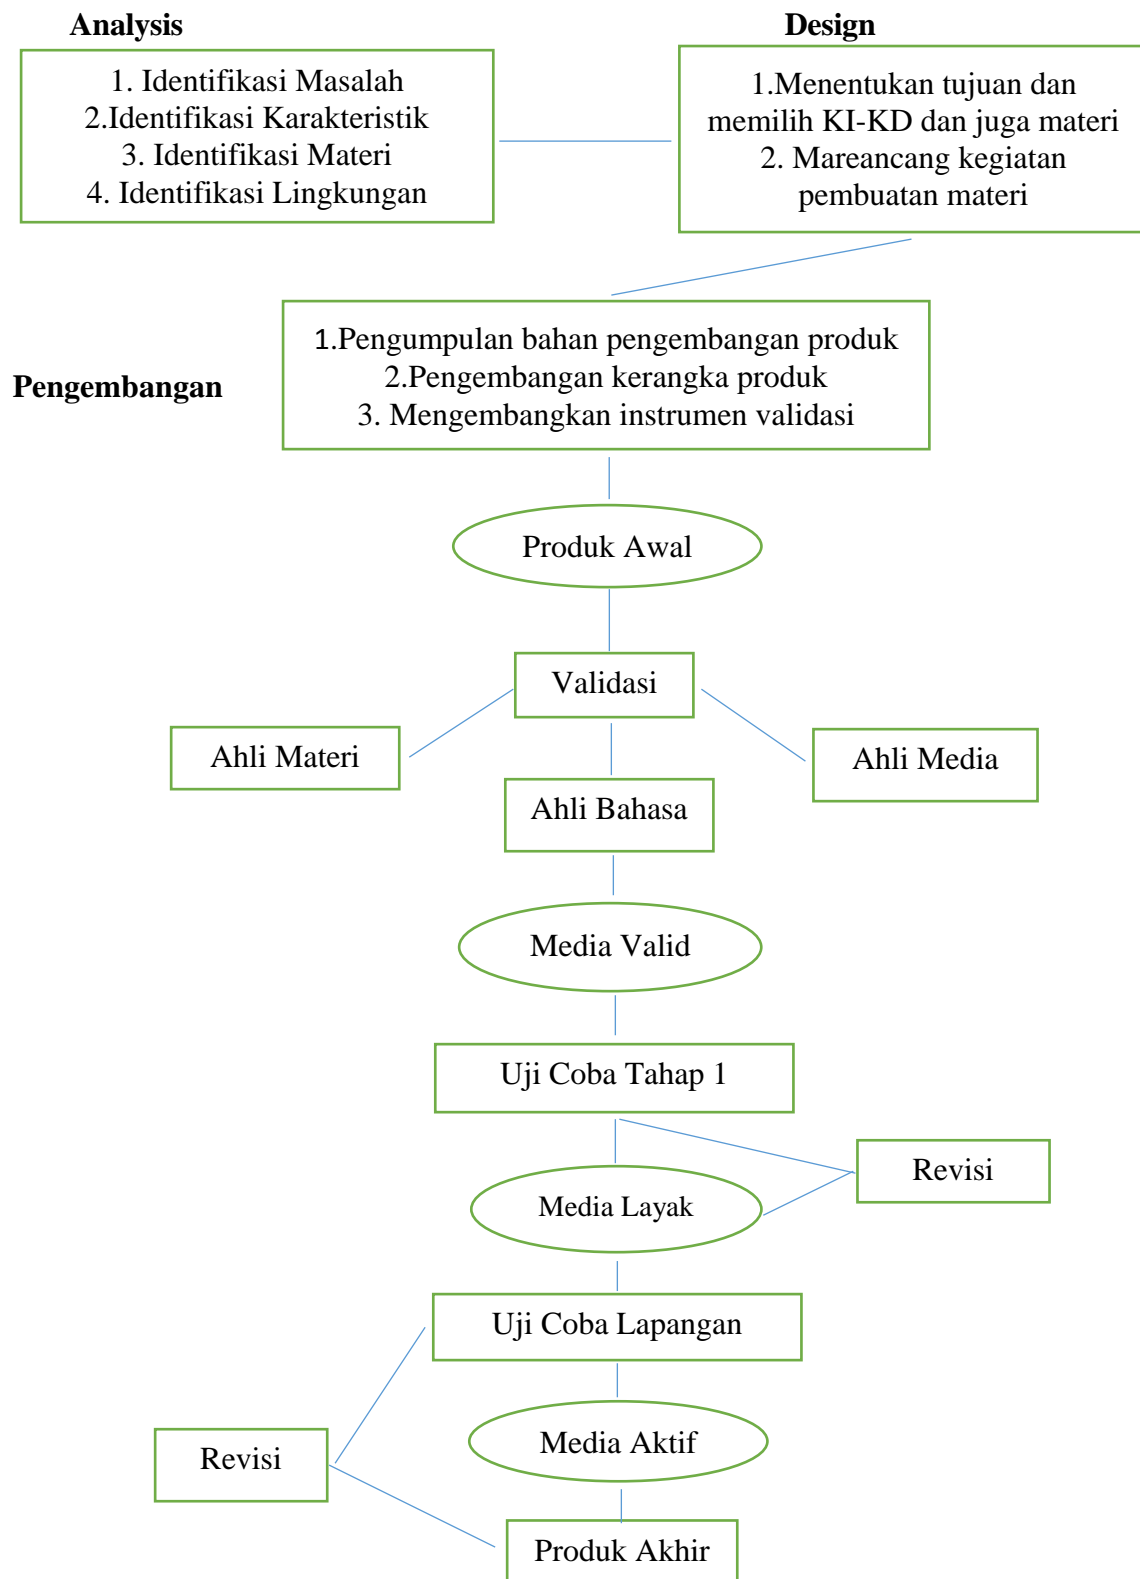 Analysis
1. Identifikasi Masalah
2.Identifikasi Karakteristik
3. Identifikasi Materi
4. Identifikasi Lingkungan
Design
1.Menentukan tujuan dan
memilih KI-KD dan juga materi
2. Mareancang kegiatan
pembuatan materi
Pengembangan
1.Pengumpulan bahan pengembangan produk
2.Pengembangan kerangka produk
3. Mengembangkan instrumen validasi
Produk Awal
Validasi
Ahli Materi
Ahli Media
Ahli Bahasa
Media Valid
Uji Coba Tahap 1
Revisi
Media Layak
Uji Coba Lapangan
Revisi
Media Aktif
Produk Akhir